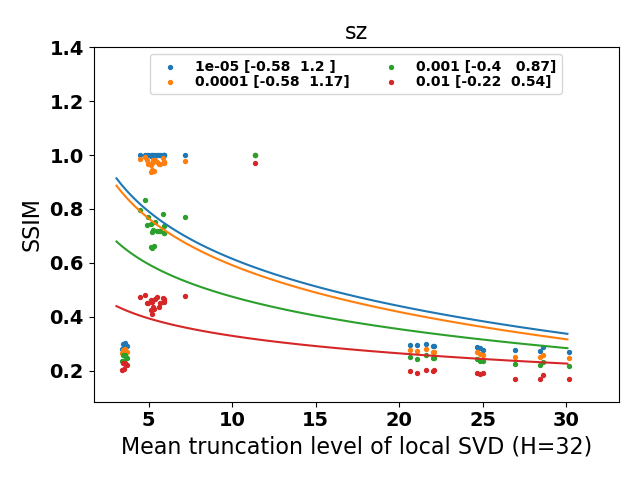 sz
1.4
1e-05 [-0.58  1.2 ]
0.001 [-0.4   0.87]
0.0001 [-0.58  1.17]
0.01 [-0.22  0.54]
1.2
1.0
0.8
0.6
0.4
0.2
SSIM
5 10 15 20 25 30
Mean truncation level of local SVD (H=32)